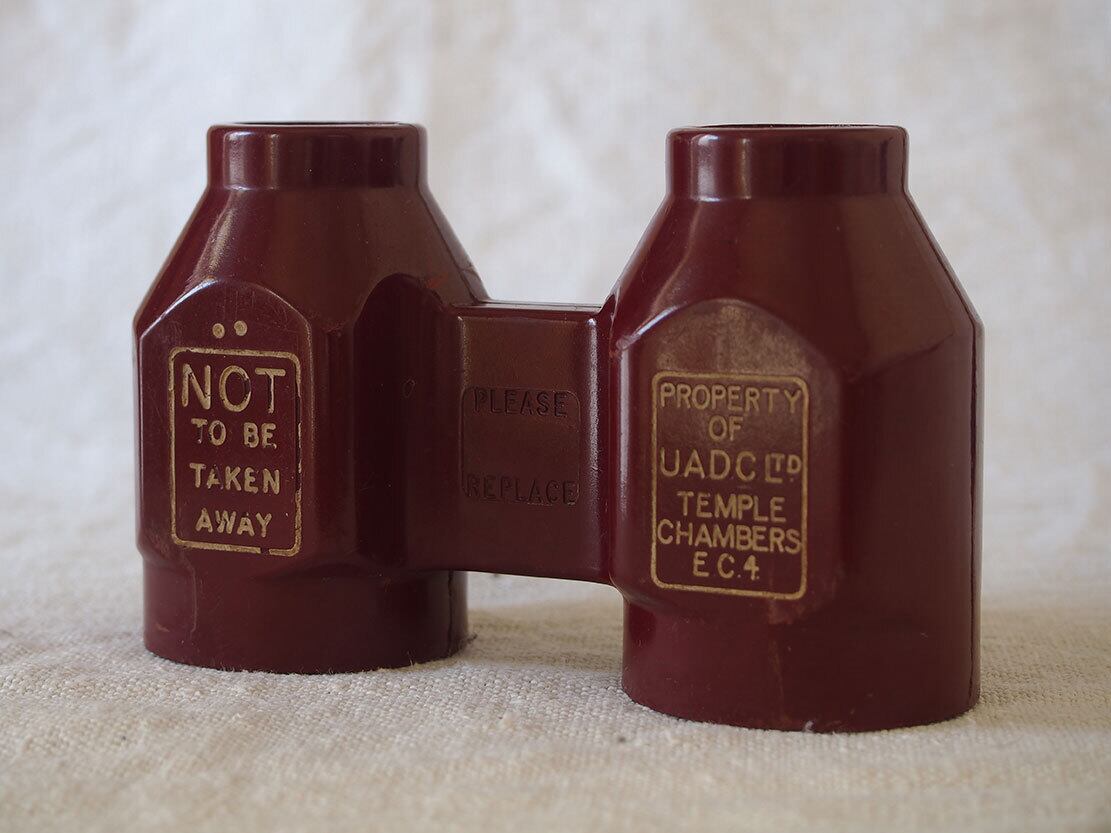 NOT
TO BE
TAKEN
AWAY
PLEASE
REPLACE
PROPERTY
OF
UADC LTD
TEMPLE
CHAMBERS
E.C.4.